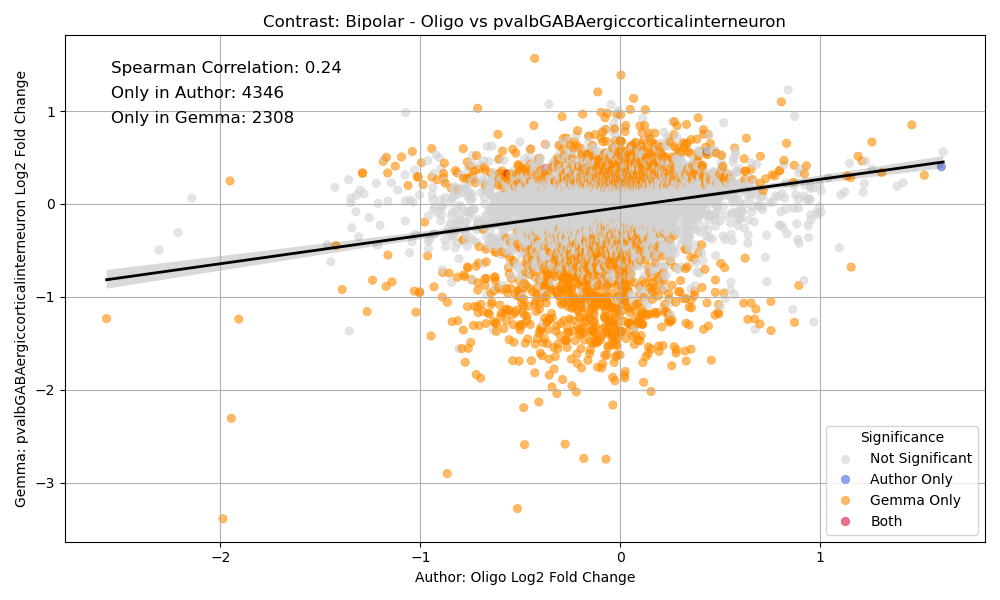 Contrast: Bipolar - Oligo vs pvalbGABAergiccorticalinterneuron
Spearman Correlation: 0.24
Only in Author: 4346
Only in Gemma: 2308
Gemma: pvalbGABAergiccorticalinterneuron Log2 Fold Change
1
0
−1
−2
−3
Significance
Not Significant
Author Only
Gemma Only
Both
−2
−1
0
1
Author: Oligo Log2 Fold Change